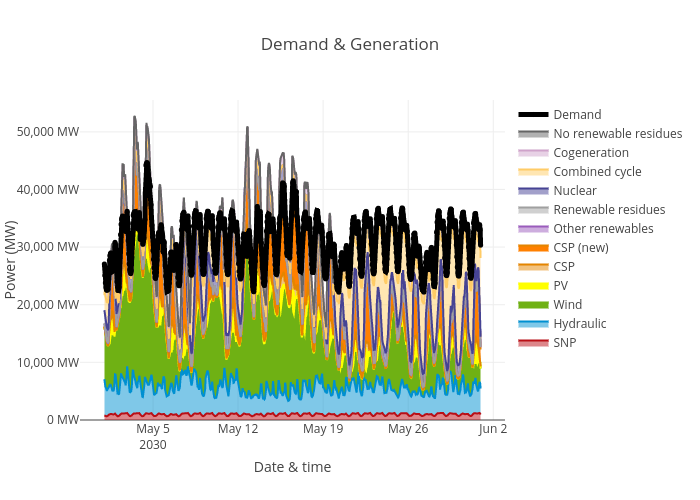 Demand & Generation
Power (MW)
50,000 MW
40,000 MW
30,000 MW
20,000 MW
10,000 MW
0 MW
May 5
2030
May 12
May 19
May 26
Jun 2
Date & time
Demand
No renewable residues
Cogeneration
Combined cycle
Nuclear
Renewable residues
Other renewables
CSP (new)
CSP
PV
Wind
Hydraulic
SNP